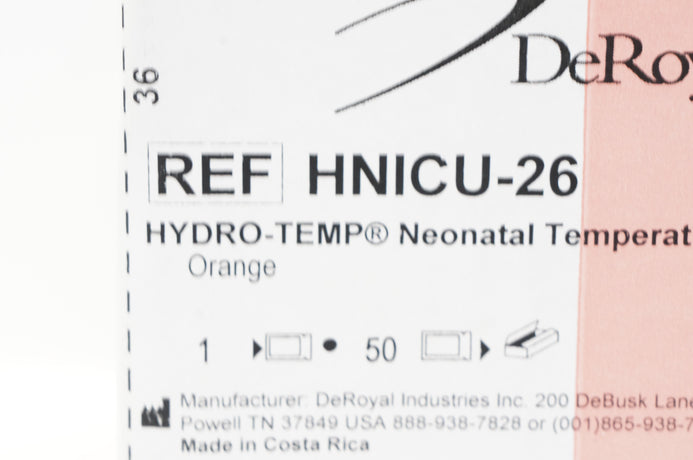 36
DeRoy
REF HNICU-26
HYDRO-TEMP® Neonatal Temperat
Orange
1 50
Manufacturer: DeRoyal Industries Inc. 200 DeBusk Lane
Powell TN 37849 USA 888-938-7828 or (001)865-938-7
Made in Costa Rica